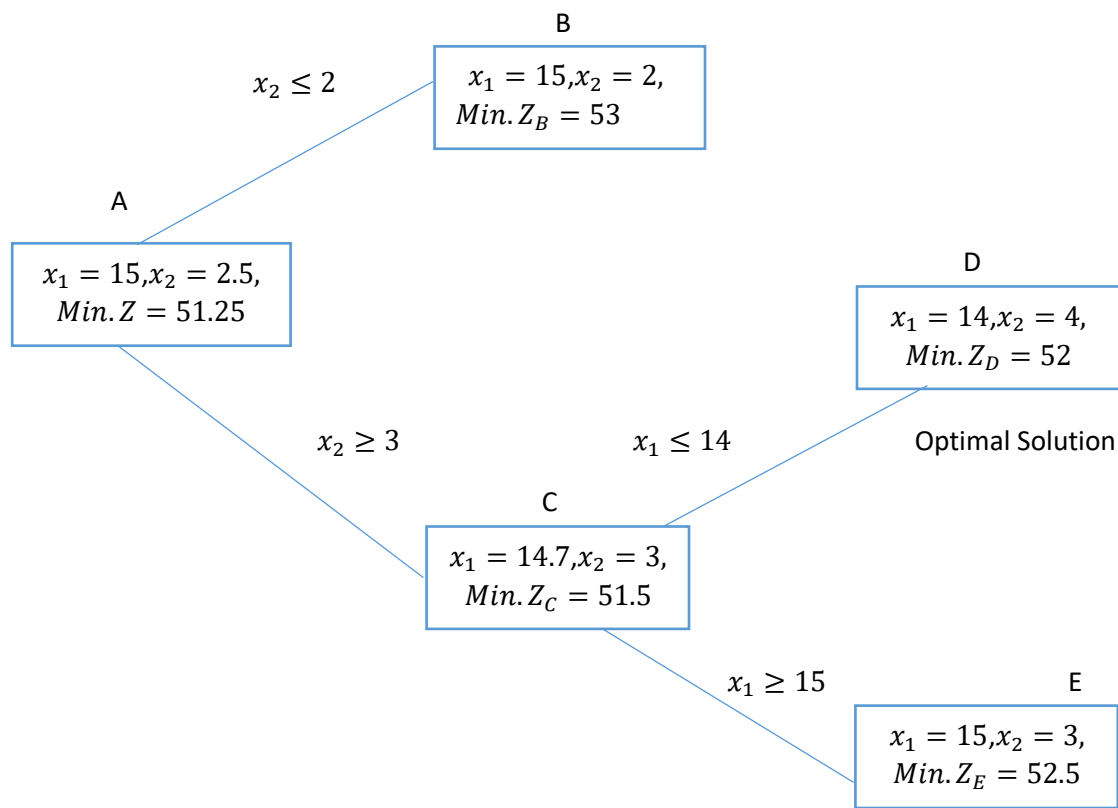 B
x₂ ≤ 2
x₁ = 15,x₂ = 2,
Min. Z_B = 53
A
x₁ = 15,x₂ = 2.5,
Min. Z = 51.25
D
x₁ = 14,x₂ = 4,
Min. Z_D = 52
x₂ ≥ 3
x₁ ≤ 14
Optimal Solution
C
x₁ = 14.7,x₂ = 3,
Min. Z_C = 51.5
x₁ ≥ 15
E
x₁ = 15,x₂ = 3,
Min. Z_E = 52.5